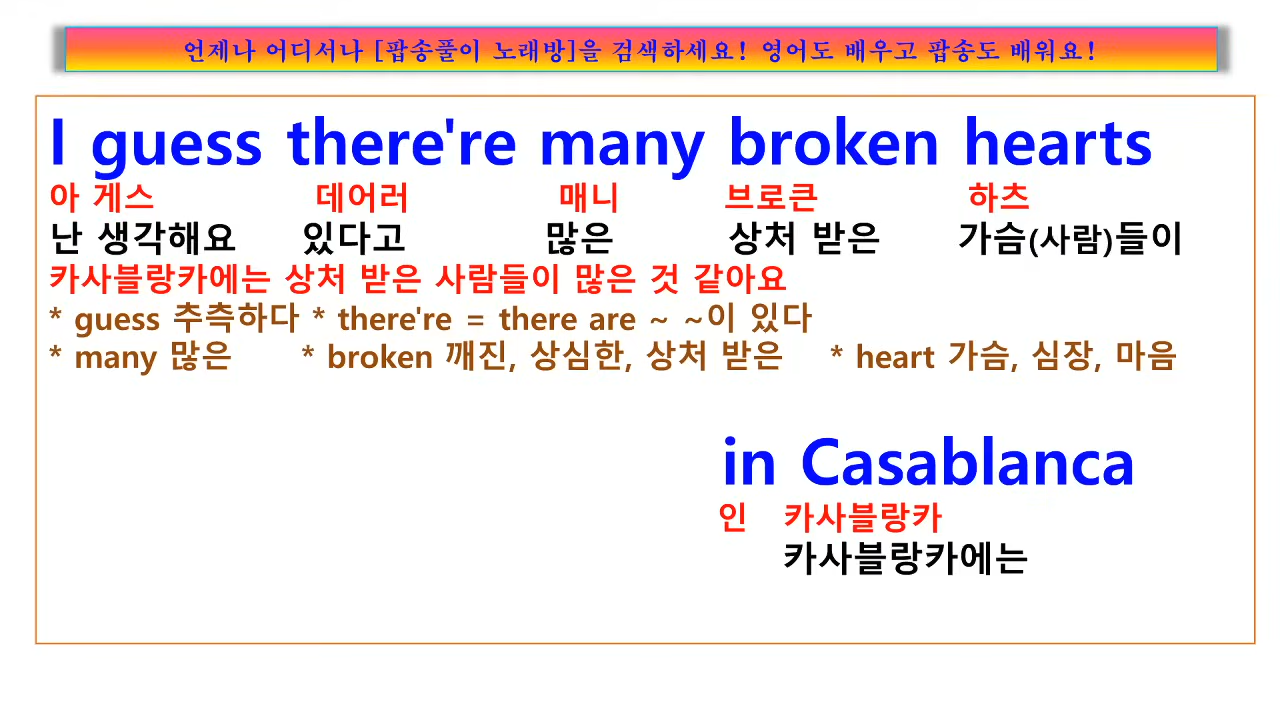 언제나 어디서나 [팝송풀이 노래방]을 검색하세요! 영어도 배우고 팝송도 배워요!
I guess there're many broken hearts
아 게스 데어러 매니 브로큰 하츠
난 생각해요 있다고 많은 상처 받은 가슴(사람)들이
카사블랑카에는 상처 받은 사람들이 많은 것 같아요
* guess 추측하다 * there're = there are ~ ~이 있다
* many 많은 * broken 깨진, 상심한, 상처 받은 * heart 가슴, 심장, 마음
in Casablanca
인 카사블랑카
카사블랑카에는